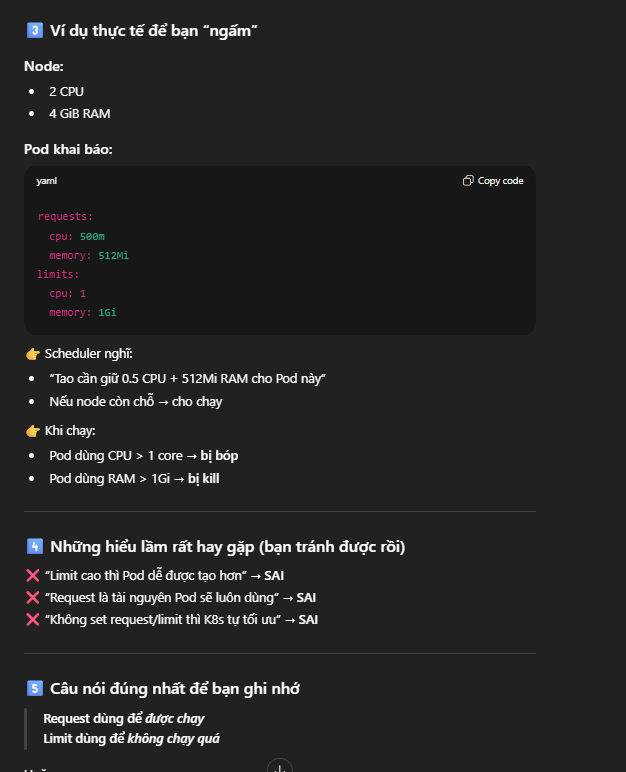 3 Ví dụ thực tế để bạn “ngấm”
Node:
• 2 CPU
• 4 GiB RAM
Pod khai báo:
yaml
Copy code
requests:
cpu: 500m
memory: 512Mi
limits:
cpu: 1
memory: 1Gi
👉 Scheduler nghĩ:
• “Tao cần giữ 0.5 CPU + 512Mi RAM cho Pod này”
• Nếu node còn chỗ → cho chạy
👉 Khi chạy:
• Pod dùng CPU > 1 core → bị bóp
• Pod dùng RAM > 1Gi → bị kill
4 Những hiểu lầm rất hay gặp (bạn tránh được rồi)
❌ “Limit cao thì Pod dễ được tạo hơn” → SAI
❌ “Request là tài nguyên Pod sẽ luôn dùng” → SAI
❌ “Không set request/limit thì K8s tự tối ưu” → SAI
5 Câu nói đúng nhất để bạn ghi nhớ
Request dùng để được chạy
Limit dùng để không chạy quá